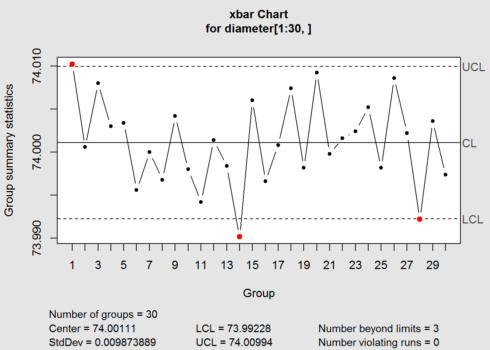 xbar Chart
for diameter[1:30, ]
Group summary statistics
74.010
74.000
73.990
UCL
CL
LCL
1 3 5 7 9 11 13 15 17 19 21 23 25 27 29
Group
Number of groups = 30
Center = 74.00111 LCL = 73.99228 Number beyond limits = 3
StdDev = 0.009873889 UCL = 74.00994 Number violating runs = 0